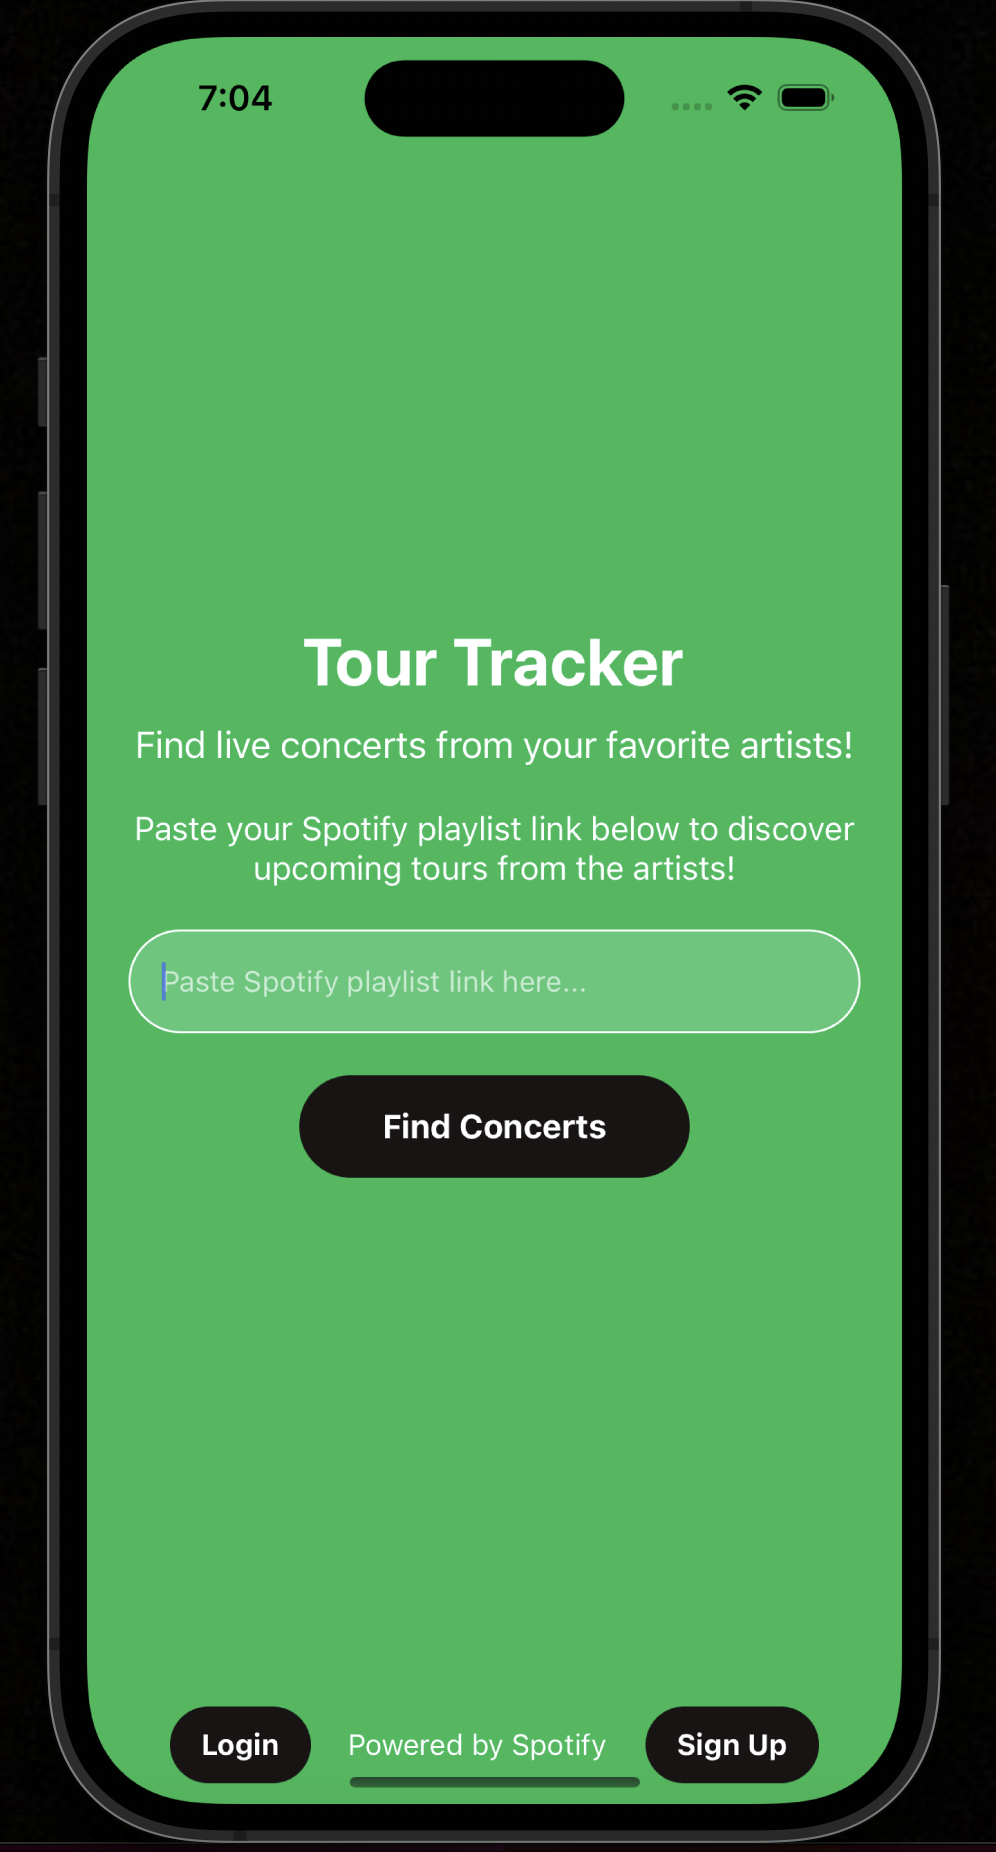 7:04
Tour Tracker
Find live concerts from your favorite artists!
Paste your Spotify playlist link below to discover
upcoming tours from the artists!
Paste Spotify playlist link here...
Find Concerts
Login
Powered by Spotify
Sign Up